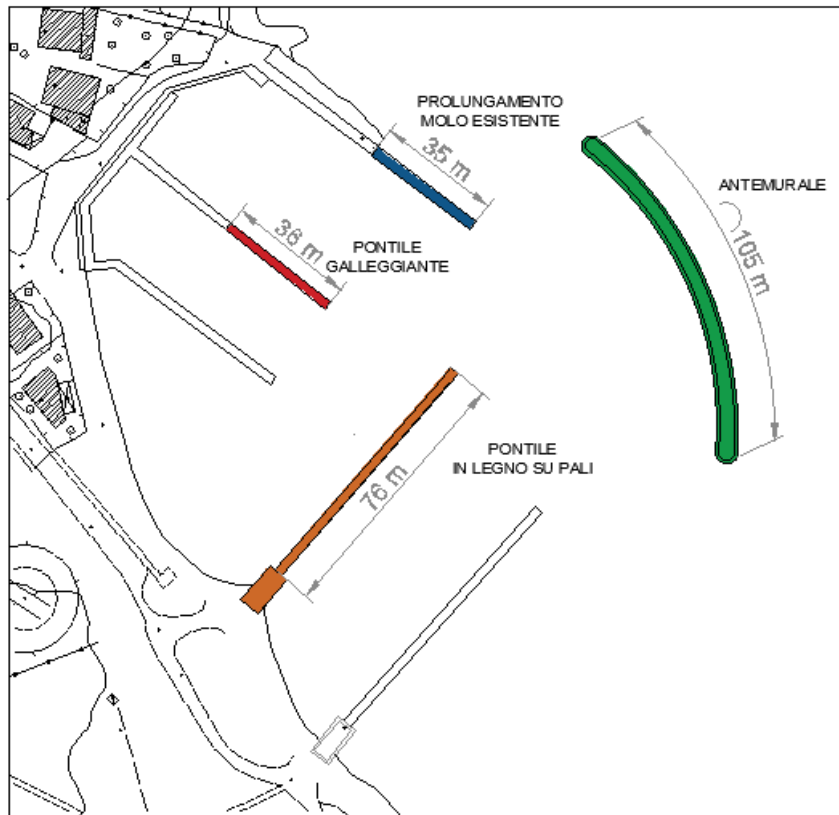 PROLUNGAMENTO
MOLO ESISTENTE
35 m
ANTEMURALE
105 m
36 m
PONTILE
GALLEGGIANTE
PONTILE
IN LEGNO SU PALI
76 m